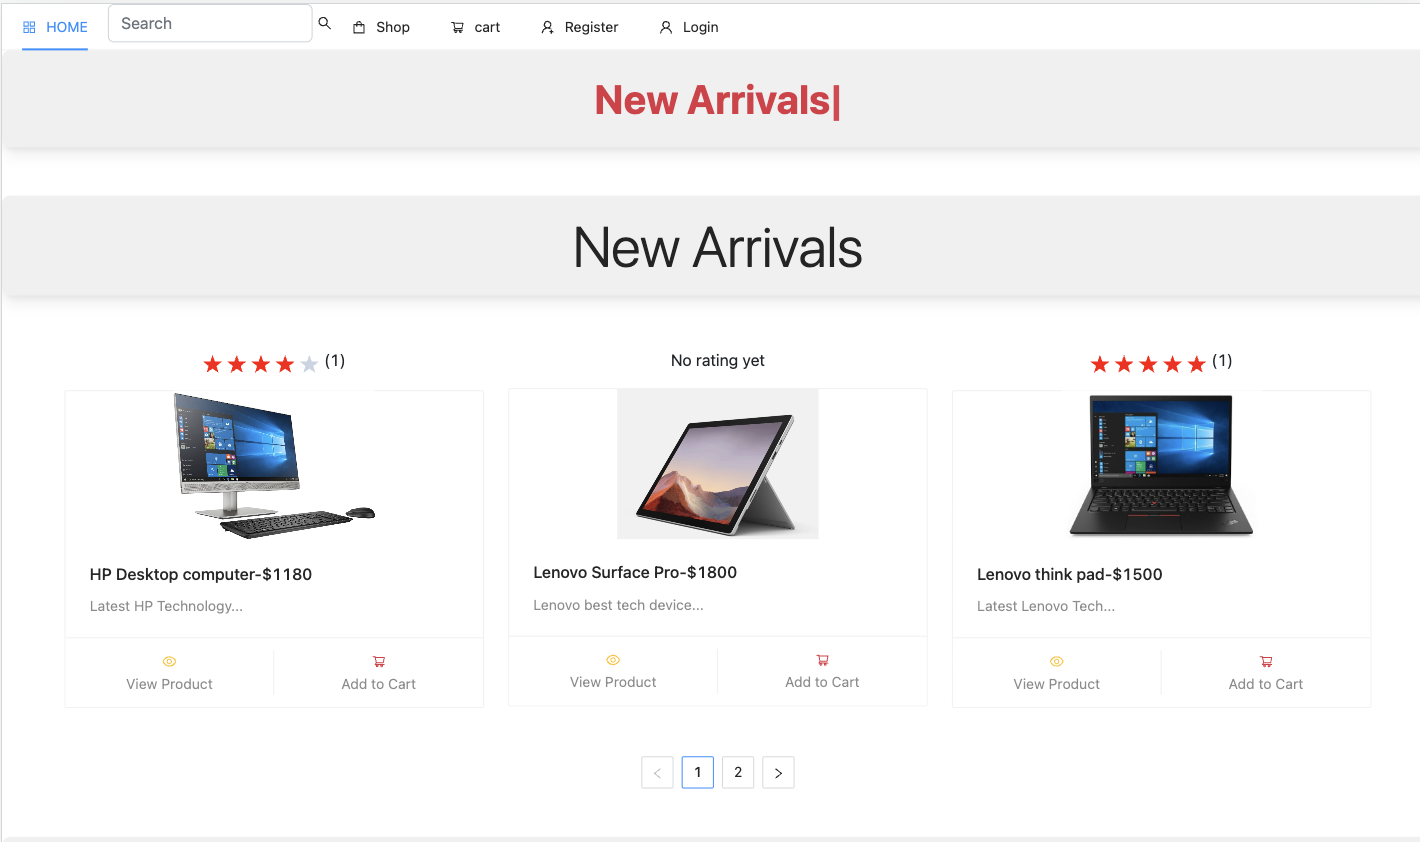 HOME Search Shop cart Register Login
New Arrivals|
New Arrivals
(1) No rating yet (1)
HP Desktop computer-$1180 Lenovo Surface Pro-$1800 Lenovo think pad-$1500
Latest HP Technology... Lenovo best tech device... Latest Lenovo Tech...
View Product Add to Cart View Product Add to Cart View Product Add to Cart
< 1 2 >